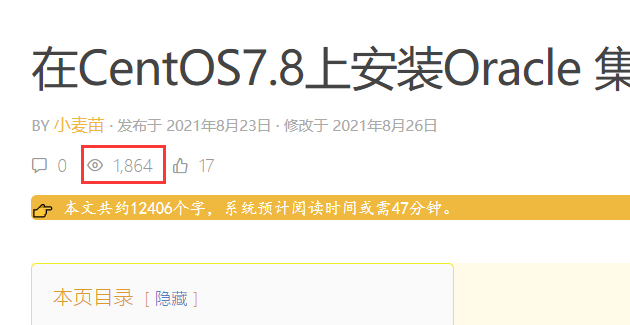 在CentOS7.8上安装Oracle 集
BY 小麦苗 · 发布于 2021年8月23日 · 修改于 2021年8月26日
0 1,864 17
本文共约12406个字，系统预计阅读时间或需47分钟。
本页目录 [ 隐藏 ]